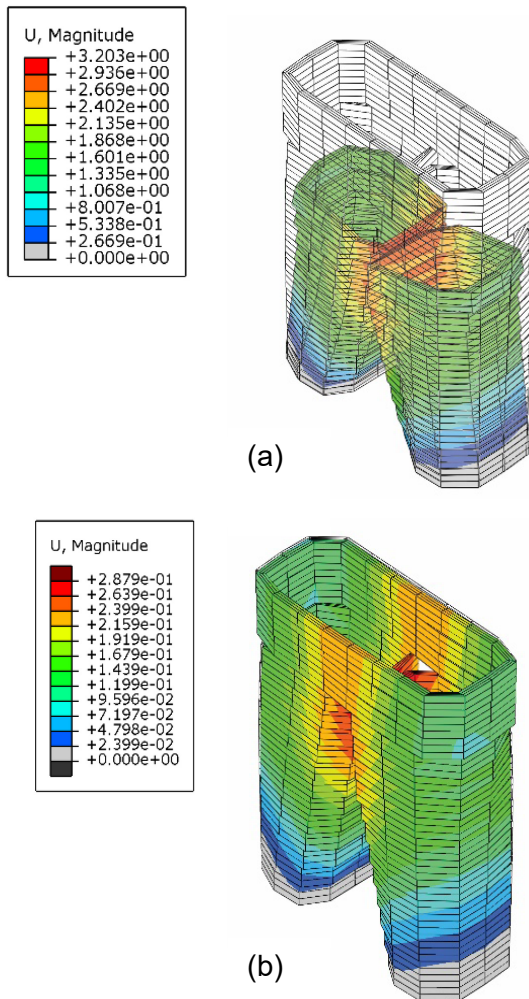 U, Magnitude
+3.203e+00
+2.936e+00
+2.669e+00
+2.402e+00
+2.135e+00
+1.868e+00
+1.601e+00
+1.335e+00
+1.068e+00
+8.007e-01
+5.338e-01
+2.669e-01
+0.000e+00
(a)
U, Magnitude
+2.879e-01
+2.639e-01
+2.399e-01
+2.159e-01
+1.919e-01
+1.679e-01
+1.439e-01
+1.199e-01
+9.596e-02
+7.197e-02
+4.798e-02
+2.399e-02
+0.000e+00
(b)